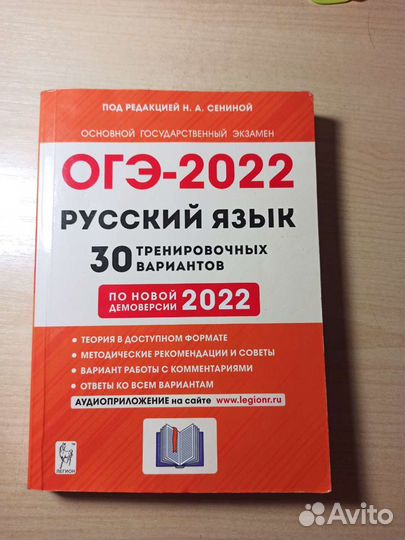 ПОД РЕДАКЦИЕЙ Н. А. СЕНИНОЙ
ОСНОВНОЙ ГОСУДАРСТВЕННЫЙ ЭКЗАМЕН
ОГЭ-2022
РУССКИЙ ЯЗЫК
30 ТРЕНИРОВОЧНЫХ
ВАРИАНТОВ
ПО НОВОЙ
ДЕМОВЕРСИИ 2022
• ТЕОРИЯ В ДОСТУПНОМ ФОРМАТЕ
• МЕТОДИЧЕСКИЕ РЕКОМЕНДАЦИИ И СОВЕТЫ
• ВАРИАНТ РАБОТЫ С КОММЕНТАРИЯМИ
• ОТВЕТЫ КО ВСЕМ ВАРИАНТАМ
АУДИОПРИЛОЖЕНИЕ на сайте www.legionr.ru
ЛЕГИОН
Avito